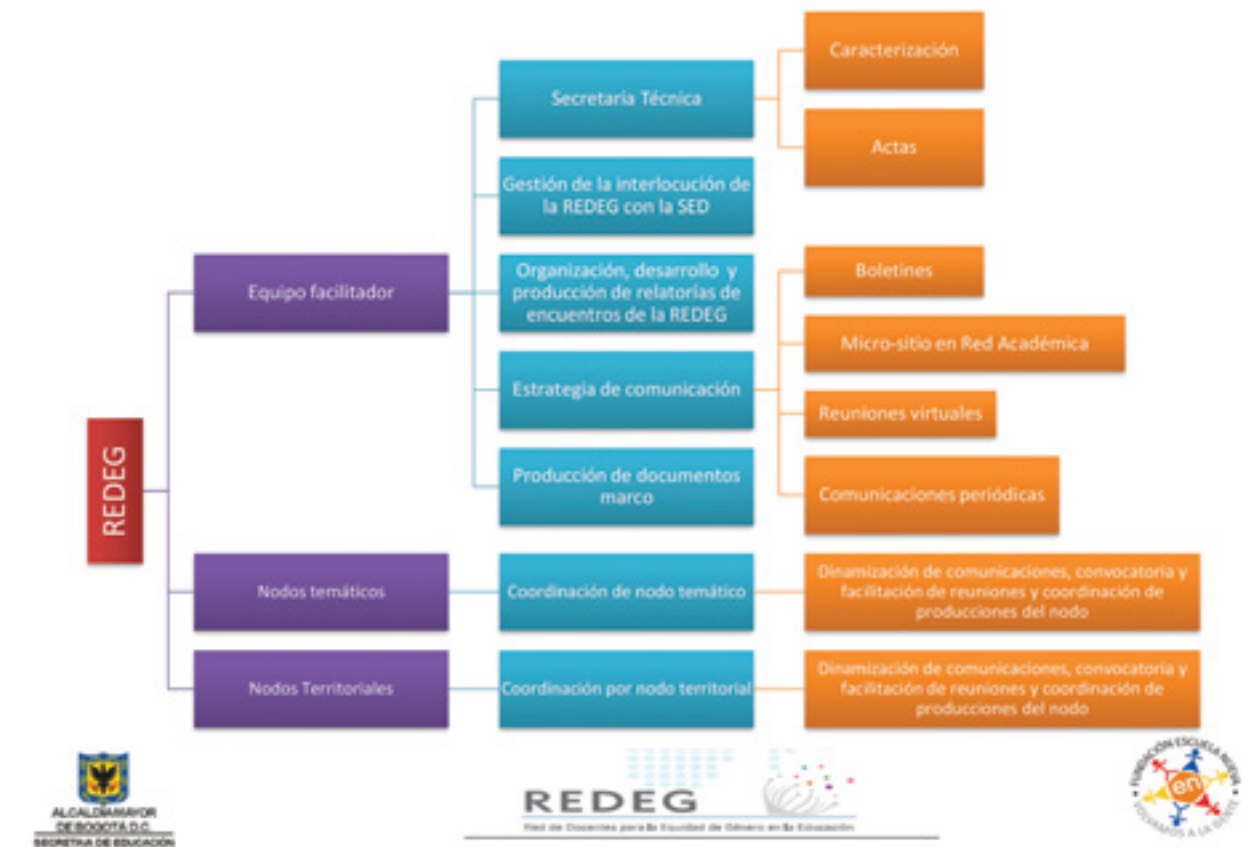 REDEG
Equipo facilitador
Secretaría Técnica
Caracterización
Actas
Gestión de la interlocución de
la REDEG con la SED
Organización, desarrollo y
producción de relatorías de
encuentros de la REDEG
Estrategia de comunicación
Boletines
Micro-sitio en Red Académica
Reuniones virtuales
Comunicaciones periódicas
Producción de documentos
marco
Nodos temáticos
Coordinación de nodo temático
Dinamización de comunicaciones, convocatoria y
facilitación de reuniones y coordinación de
producciones del nodo
Nodos Territoriales
Coordinación por nodo territorial
Dinamización de comunicaciones, convocatoria y
facilitación de reuniones y coordinación de
producciones del nodo
ALCALDÍA MAYOR
DE BOGOTÁ D.C.
SECRETARÍA DE EDUCACIÓN
REDEG
Red de Docentes para la Equidad de Género en la Educación
FUNDACIÓN ESCUELA NUEVA
en
VOLVAMOS A LA GENTE